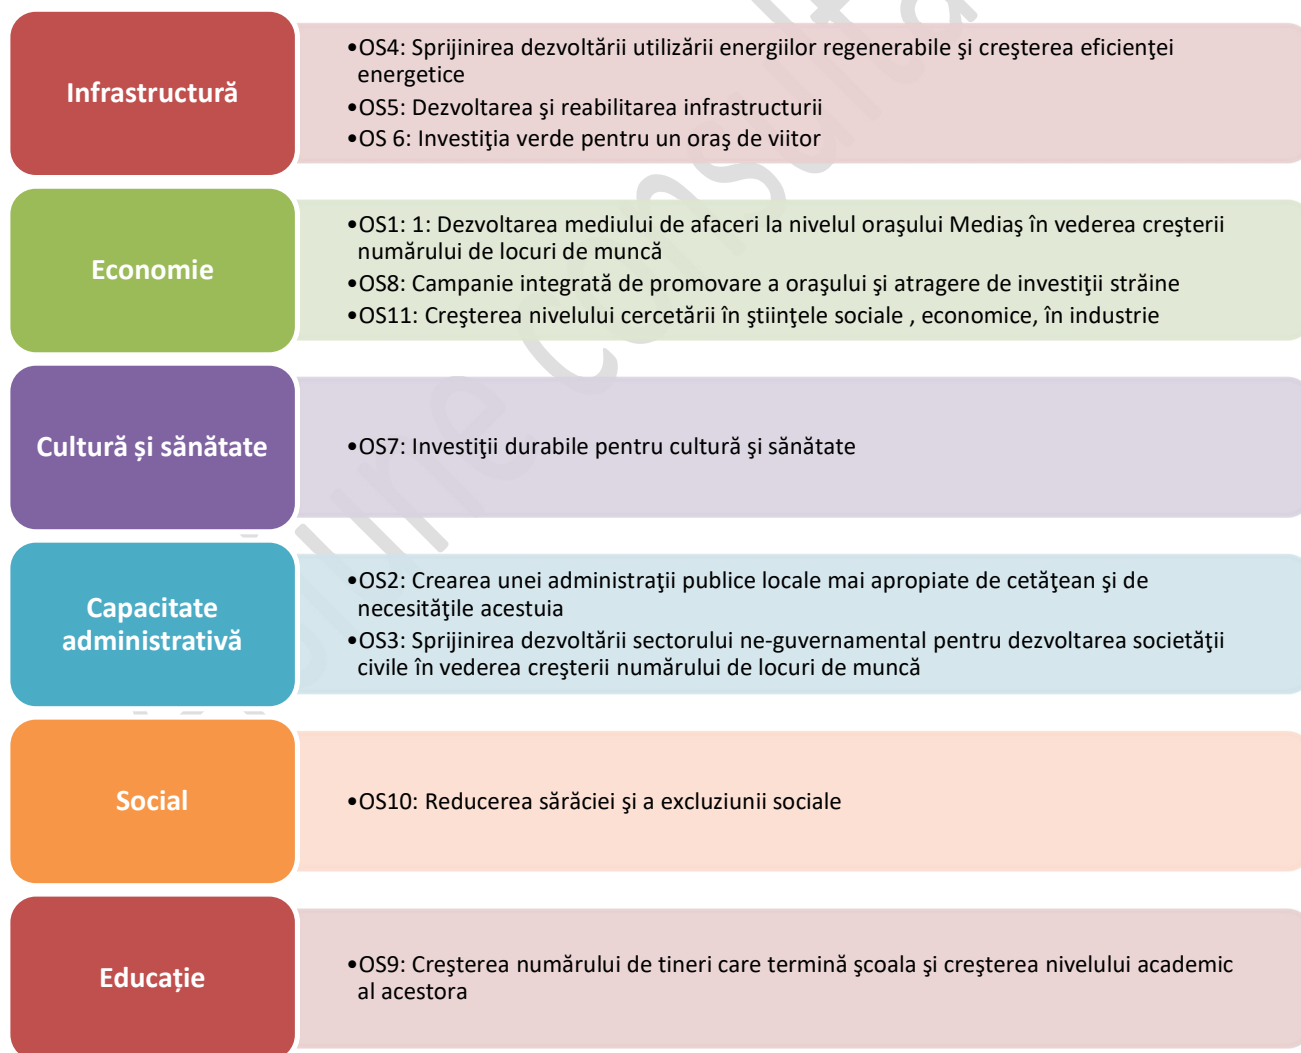 Infrastructură
•OS4: Sprijinirea dezvoltării utilizării energiilor regenerabile şi creşterea eficienţei
energetice
•OS5: Dezvoltarea şi reabilitarea infrastructurii
•OS 6: Investiţia verde pentru un oraş de viitor
Economie
•OS1: 1: Dezvoltarea mediului de afaceri la nivelul oraşului Mediaş în vederea creşterii
numărului de locuri de muncă
•OS8: Campanie integrată de promovare a oraşului şi atragere de investiţii străine
•OS11: Creşterea nivelului cercetării în ştiinţele sociale , economice, în industrie
Cultură și sănătate
•OS7: Investiţii durabile pentru cultură şi sănătate
Capacitate
administrativă
•OS2: Crearea unei administraţii publice locale mai apropiate de cetăţean şi de
necesităţile acestuia
•OS3: Sprijinirea dezvoltării sectorului ne-guvernamental pentru dezvoltarea societăţii
civile în vederea creşterii numărului de locuri de muncă
Social
•OS10: Reducerea sărăciei şi a excluziunii sociale
Educație
•OS9: Creşterea numărului de tineri care termină şcoala şi creşterea nivelului academic
al acestora